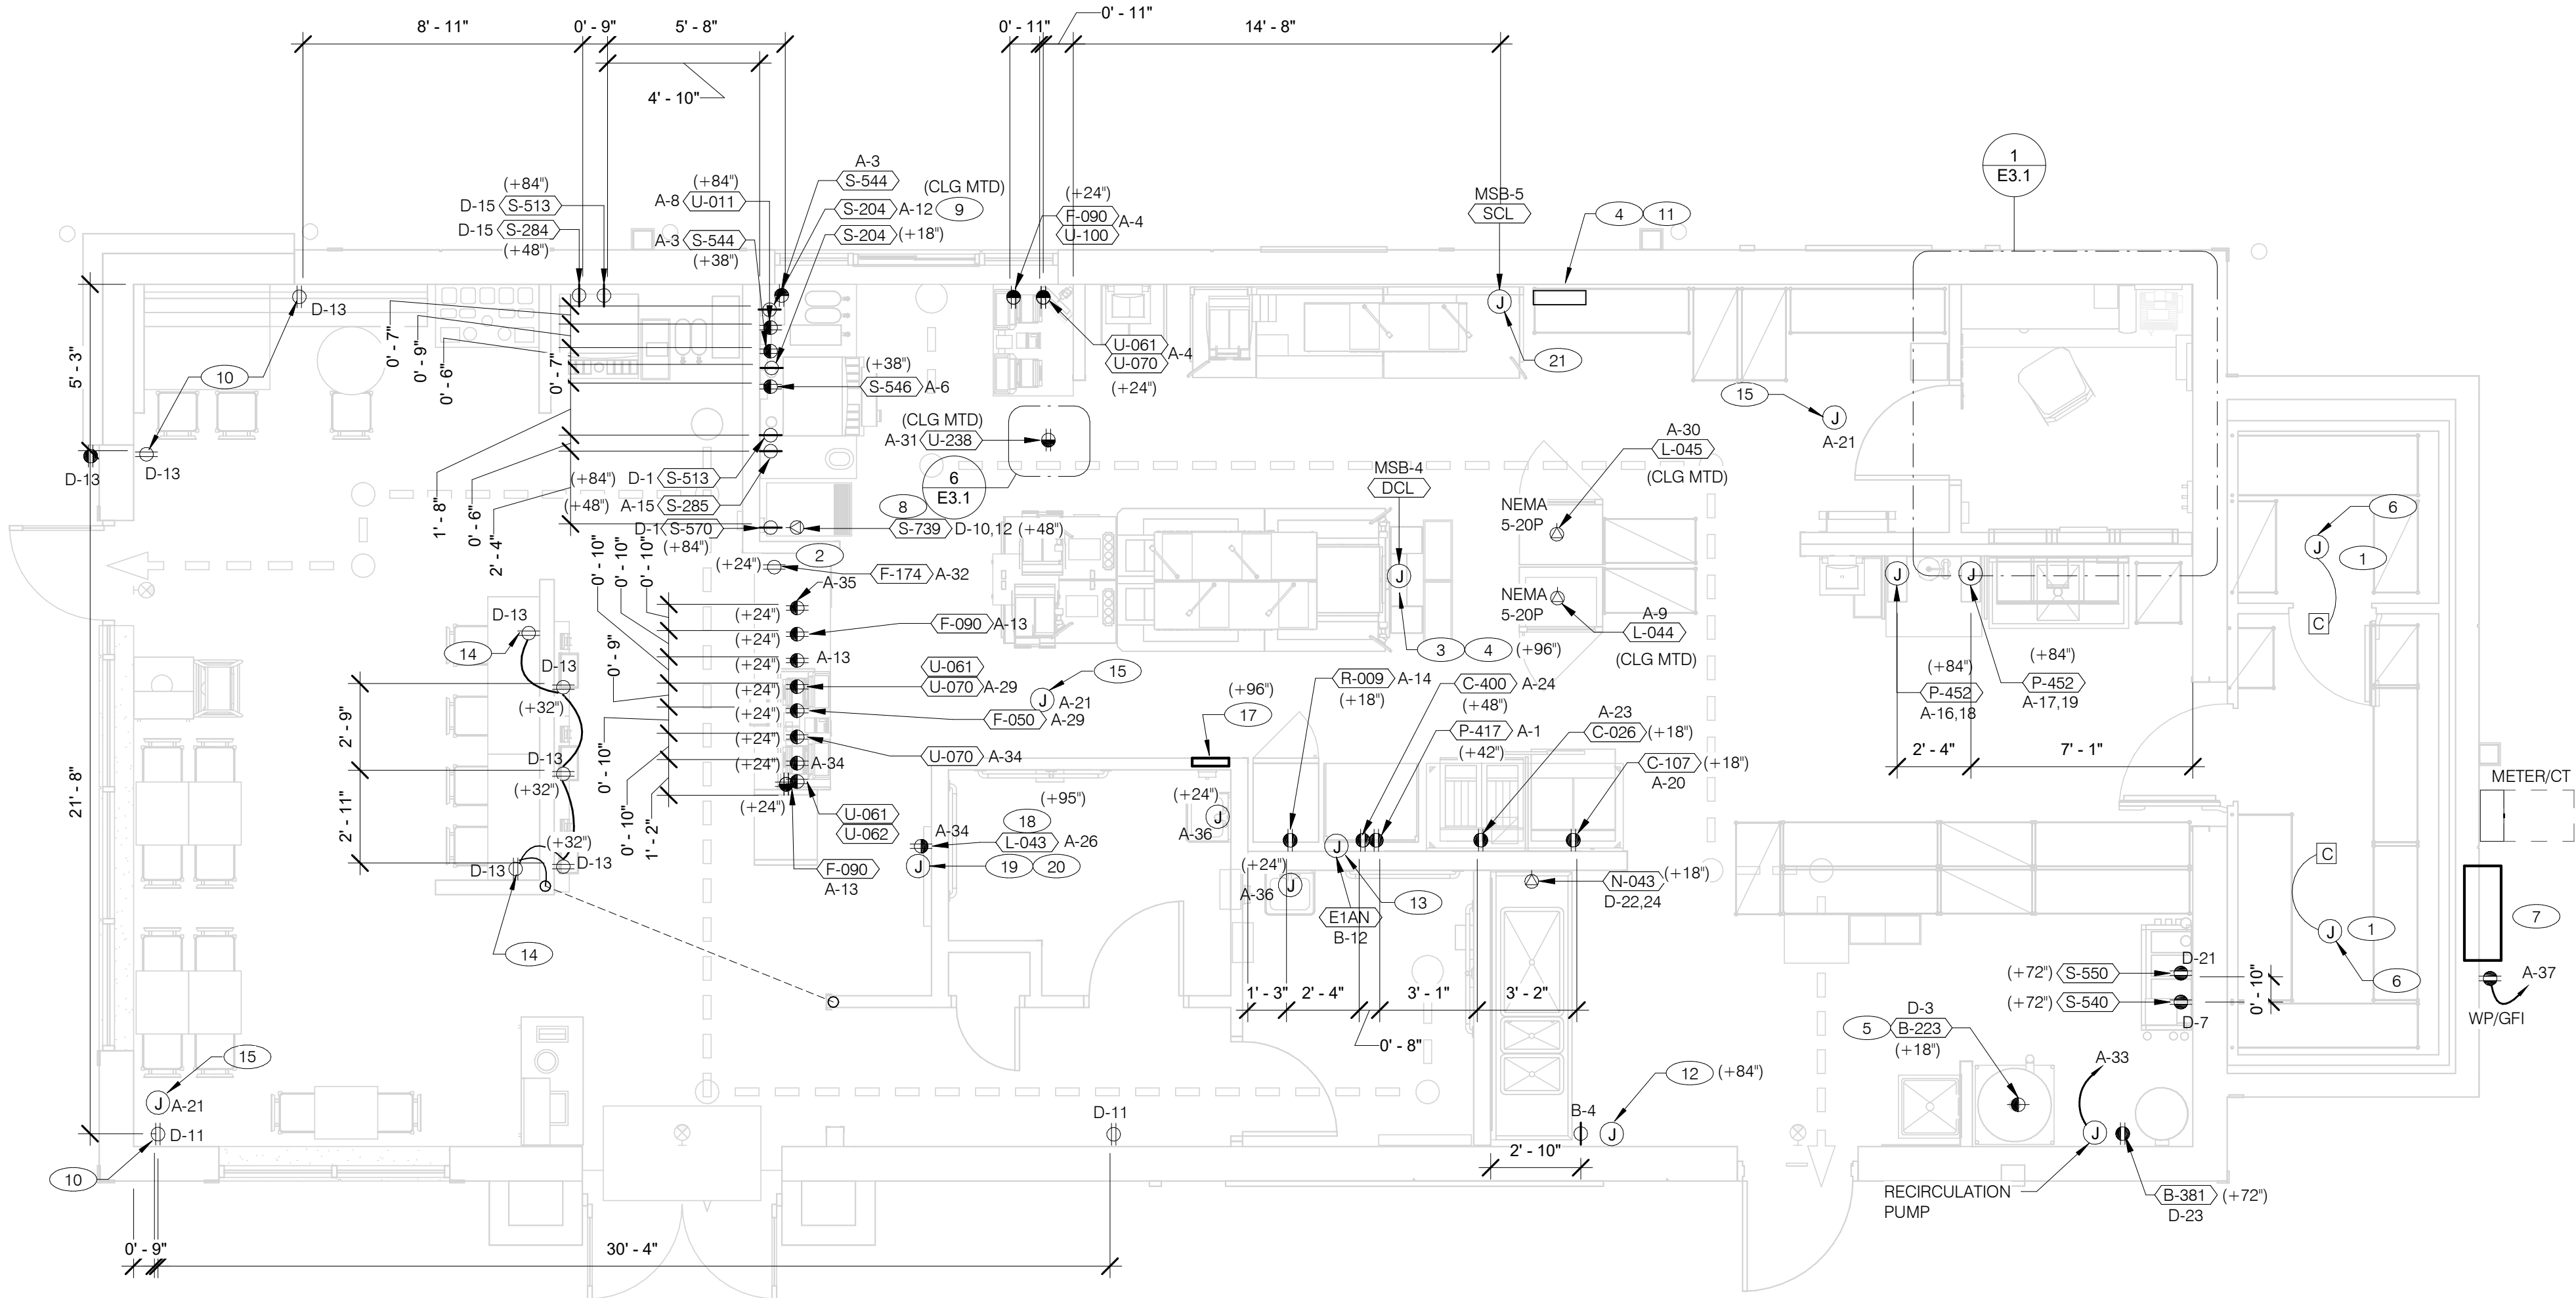 8' - 11"
0' - 9"
5' - 8"
4' - 10"
0' - 11"
0' - 11"
14' - 8"
1
E3.1
A-3
S-544
(+84")
D-15 S-513
D-15 S-284
(+48")
(+84")
A-8 U-011
A-3 S-544
(+38")
(CLG MTD)
S-204 A-12 9
S-204 (+18")
(+24")
F-090 A-4
U-100
MSB-5
SCL
4 11
D-13
10
5' - 3"
D-13
D-13
0' - 7"
0' - 9"
0' - 6"
0' - 7"
(+38")
S-546 A-6
U-061 A-4
U-070
(+24")
J
21
15
J
A-21
(CLG MTD)
A-31 U-238
6
E3.1
8
1' - 8"
0' - 6"
2' - 4"
(+84") D-1 S-513
(+48") A-15 S-285
D-1 S-570
(+84")
S-739 D-10,12 (+48")
MSB-4
DCL
J
A-30
L-045
(CLG MTD)
NEMA
5-20P
NEMA
5-20P
A-9
L-044
(CLG MTD)
3 4 (+96")
6
J
1
C
2
(+24")
F-174 A-32
A-35
0' - 10"
0' - 10"
0' - 10"
(+24")
(+24")
F-090 A-13
(+24")
A-13
0' - 9"
U-061
U-070 A-29
(+24")
(+24")
F-050 A-29
(+24")
U-070 A-34
(+24")
A-34
0' - 10"
0' - 10"
1' - 2"
(+24")
U-061
U-062
F-090
A-13
J
A-21
15
D-13
14
D-13
(+32")
D-13
(+32")
(+32")
D-13
D-13
14
2' - 9"
2' - 11"
21' - 8"
(+96")
17
R-009 A-14
(+18")
C-400 A-24
(+48")
P-417 A-1
(+42")
A-23
C-026 (+18")
C-107 (+18")
A-20
J
J
(+84")
P-452
A-16,18
(+84")
P-452
A-17,19
2' - 4"
7' - 1"
METER/CT
(+95")
18
A-34
L-043 A-26
J
19 20
(+24")
J
A-36
(+24")
A-36
J
J
13
E1AN
B-12
N-043 (+18")
D-22,24
C
J
1
6
7
A-37
WP/GFI
1' - 3"
2' - 4"
3' - 1"
3' - 2"
0' - 8"
D-21
(+72") S-550
(+72") S-540
D-7
0' - 10"
D-3
5 B-223
(+18")
A-33
15
J A-21
D-11
10
D-11
12 (+84")
B-4
J
2' - 10"
J
RECIRCULATION
PUMP
B-381 (+72")
D-23
0' - 9"
30' - 4"